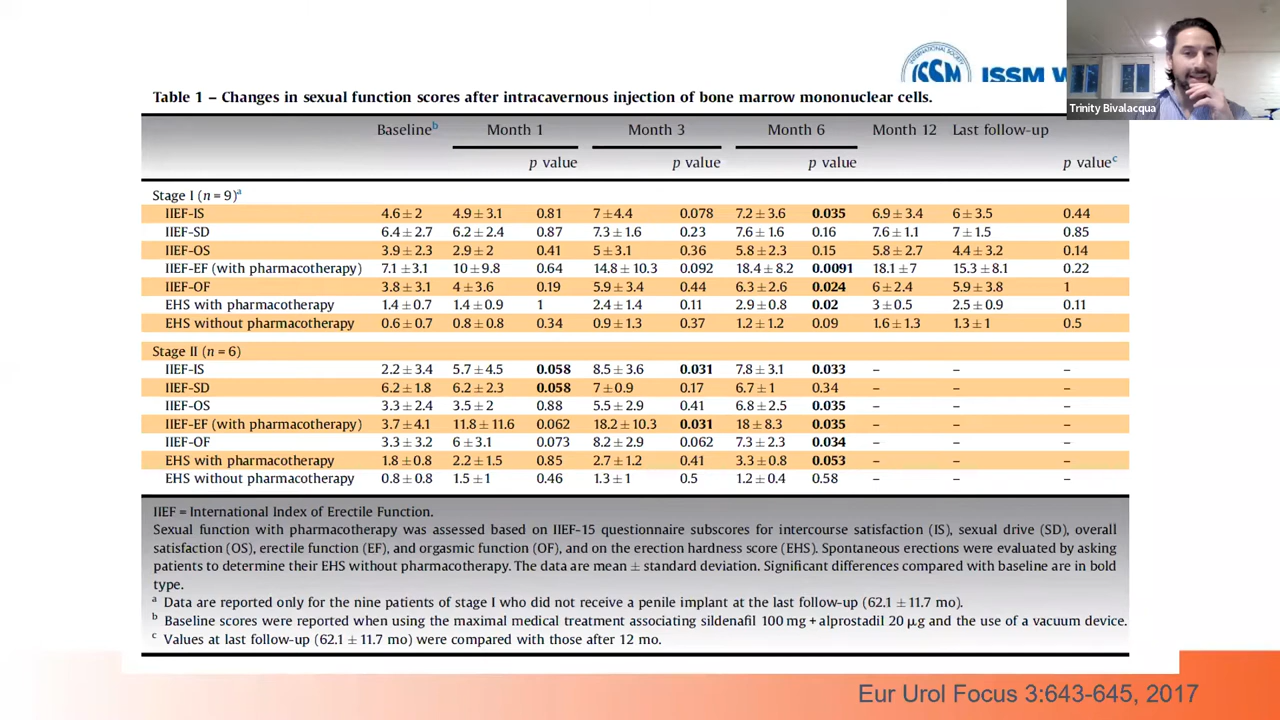 INTERNATIONAL SOCIETY
ISSM ISSM W
Trinity Bivalacqua
Table 1 – Changes in sexual function scores after intracavernous injection of bone marrow mononuclear cells.
Baselineᵇ Month 1 Month 3 Month 6 Month 12 Last follow-up
p value p value p value p valueᶜ
Stage I (n = 9)ᵃ
IIEF-IS 4.6 ± 2 4.9 ± 3.1 0.81 7 ± 4.4 0.078 7.2 ± 3.6 0.035 6.9 ± 3.4 6 ± 3.5 0.44
IIEF-SD 6.4 ± 2.7 6.2 ± 2.4 0.87 7.3 ± 1.6 0.23 7.6 ± 1.6 0.16 7.6 ± 1.1 7 ± 1.5 0.85
IIEF-OS 3.9 ± 2.3 2.9 ± 2 0.41 5 ± 3.1 0.36 5.8 ± 2.3 0.15 5.8 ± 2.7 4.4 ± 3.2 0.14
IIEF-EF (with pharmacotherapy) 7.1 ± 3.1 10 ± 9.8 0.64 14.8 ± 10.3 0.092 18.4 ± 8.2 0.0091 18.1 ± 7 15.3 ± 8.1 0.22
IIEF-OF 3.8 ± 3.1 4 ± 3.6 0.19 5.9 ± 3.4 0.44 6.3 ± 2.6 0.024 6 ± 2.4 5.9 ± 3.8 1
EHS with pharmacotherapy 1.4 ± 0.7 1.4 ± 0.9 1 2.4 ± 1.4 0.11 2.9 ± 0.8 0.02 3 ± 0.5 2.5 ± 0.9 0.11
EHS without pharmacotherapy 0.6 ± 0.7 0.8 ± 0.8 0.34 0.9 ± 1.3 0.37 1.2 ± 1.2 0.09 1.6 ± 1.3 1.3 ± 1 0.5
Stage II (n = 6)
IIEF-IS 2.2 ± 3.4 5.7 ± 4.5 0.058 8.5 ± 3.6 0.031 7.8 ± 3.1 0.033 – – –
IIEF-SD 6.2 ± 1.8 6.2 ± 2.3 0.058 7 ± 0.9 0.17 6.7 ± 1 0.34 – – –
IIEF-OS 3.3 ± 2.4 3.5 ± 2 0.88 5.5 ± 2.9 0.41 6.8 ± 2.5 0.035 – – –
IIEF-EF (with pharmacotherapy) 3.7 ± 4.1 11.8 ± 11.6 0.062 18.2 ± 10.3 0.031 18 ± 8.3 0.035 – – –
IIEF-OF 3.3 ± 3.2 6 ± 3.1 0.073 8.2 ± 2.9 0.062 7.3 ± 2.3 0.034 – – –
EHS with pharmacotherapy 1.8 ± 0.8 2.2 ± 1.5 0.85 2.7 ± 1.2 0.41 3.3 ± 0.8 0.053 – – –
EHS without pharmacotherapy 0.8 ± 0.8 1.5 ± 1 0.46 1.3 ± 1 0.5 1.2 ± 0.4 0.58 – – –
IIEF = International Index of Erectile Function.
Sexual function with pharmacotherapy was assessed based on IIEF-15 questionnaire subscores for intercourse satisfaction (IS), sexual drive (SD), overall
satisfaction (OS), erectile function (EF), and orgasmic function (OF), and on the erection hardness score (EHS). Spontaneous erections were evaluated by asking
patients to determine their EHS without pharmacotherapy. The data are mean ± standard deviation. Significant differences compared with baseline are in bold
type.
ᵃ Data are reported only for the nine patients of stage I who did not receive a penile implant at the last follow-up (62.1 ± 11.7 mo).
ᵇ Baseline scores were reported when using the maximal medical treatment associating sildenafil 100 mg + alprostadil 20 μg and the use of a vacuum device.
ᶜ Values at last follow-up (62.1 ± 11.7 mo) were compared with those after 12 mo.
Eur Urol Focus 3:643-645, 2017